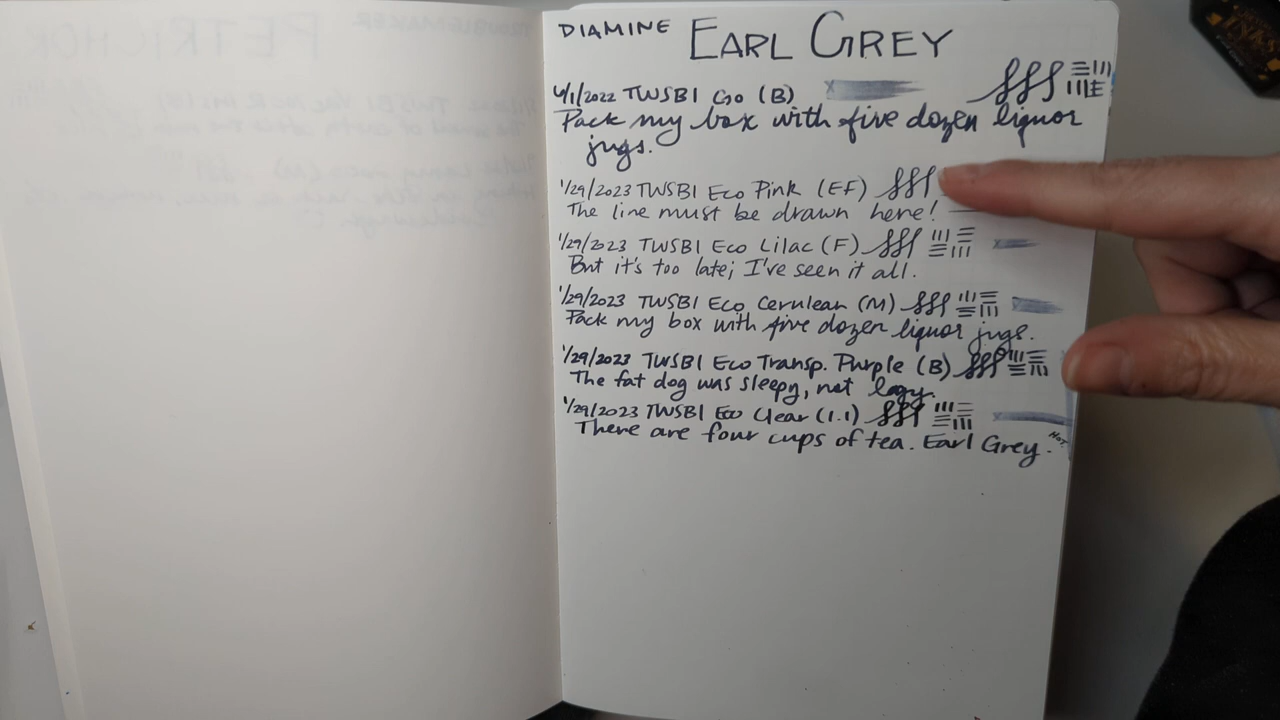 DIAMINE EARL GREY
6/1/2022 TWSBI Go (B)
Pack my box with five dozen liquor
jugs.
1/29/2023 TWSBI Eco Pink (EF)
The line must be drawn here!
1/29/2023 TWSBI Eco Lilac (F)
But it's too late; I've seen it all.
1/29/2023 TWSBI Eco Cerulean (M)
Pack my box with five dozen liquor jugs.
1/29/2023 TWSBI Eco Transp. Purple (B)
The fat dog was sleepy, not lazy.
1/29/2023 TWSBI Eco Clear (1.1)
There are four cups of tea. Earl Grey. HOT.
PETRICHOR